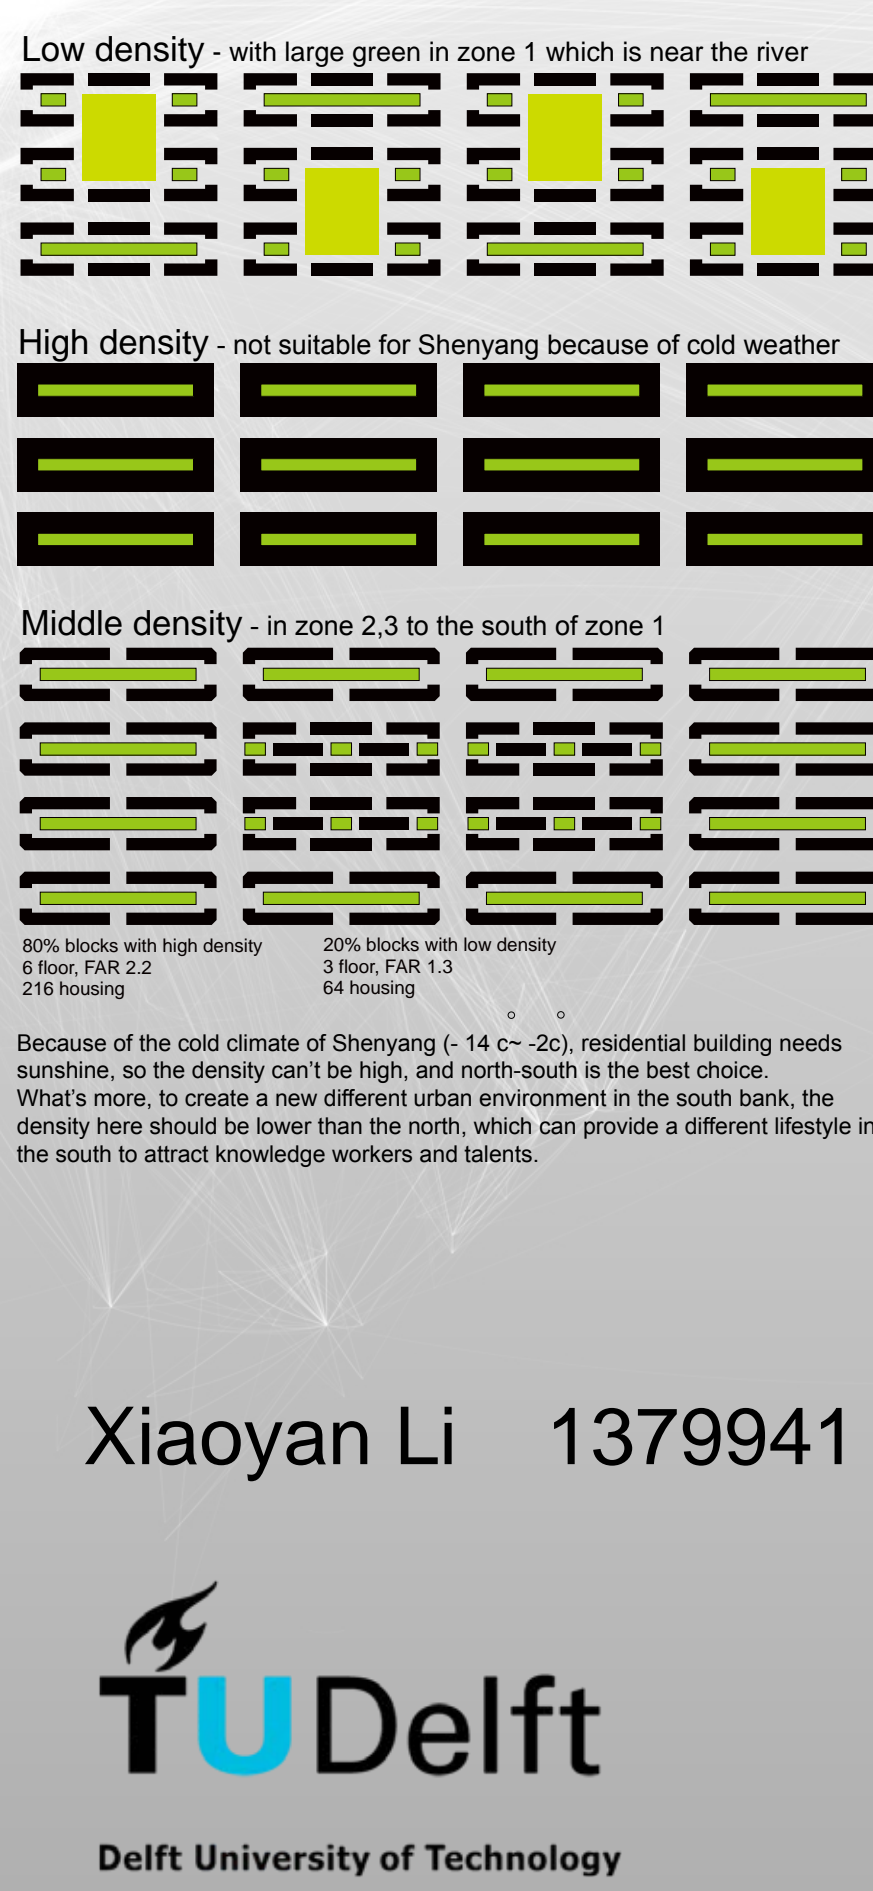 Low density - with large green in zone 1 which is near the river
High density - not suitable for Shenyang because of cold weather
Middle density - in zone 2,3 to the south of zone 1
80% blocks with high density
6 floor, FAR 2.2
216 housing
20% blocks with low density
3 floor, FAR 1.3
64 housing
Because of the cold climate of Shenyang (- 14 c~ -2c), residential building needs
sunshine, so the density can't be high, and north-south is the best choice.
What's more, to create a new different urban environment in the south bank, the
density here should be lower than the north, which can provide a different lifestyle in
the south to attract knowledge workers and talents.
Xiaoyan Li 1379941
TUDelft
Delft University of Technology